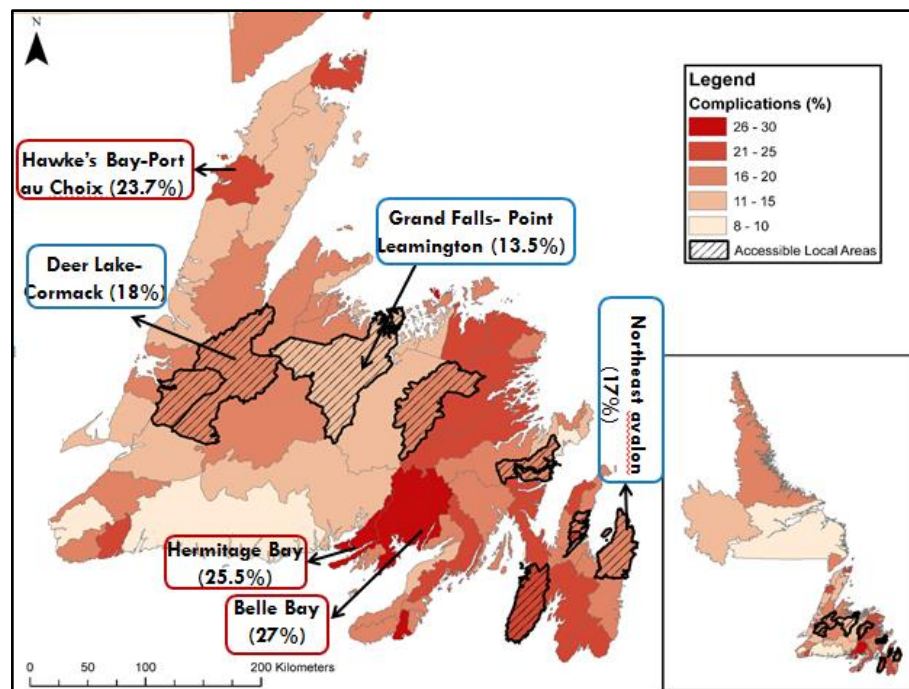 N
Hawke's Bay-Port
au Choix (23.7%)
Grand Falls- Point
Leamington (13.5%)
Deer Lake-
Cormack (18%)
Northeast avalon
(17%)
Hermitage Bay
(25.5%)
Belle Bay
(27%)
Legend
Complications (%)
26 - 30
21 - 25
16 - 20
11 - 15
8 - 10
Accessible Local Areas
0 50 100 200 Kilometers